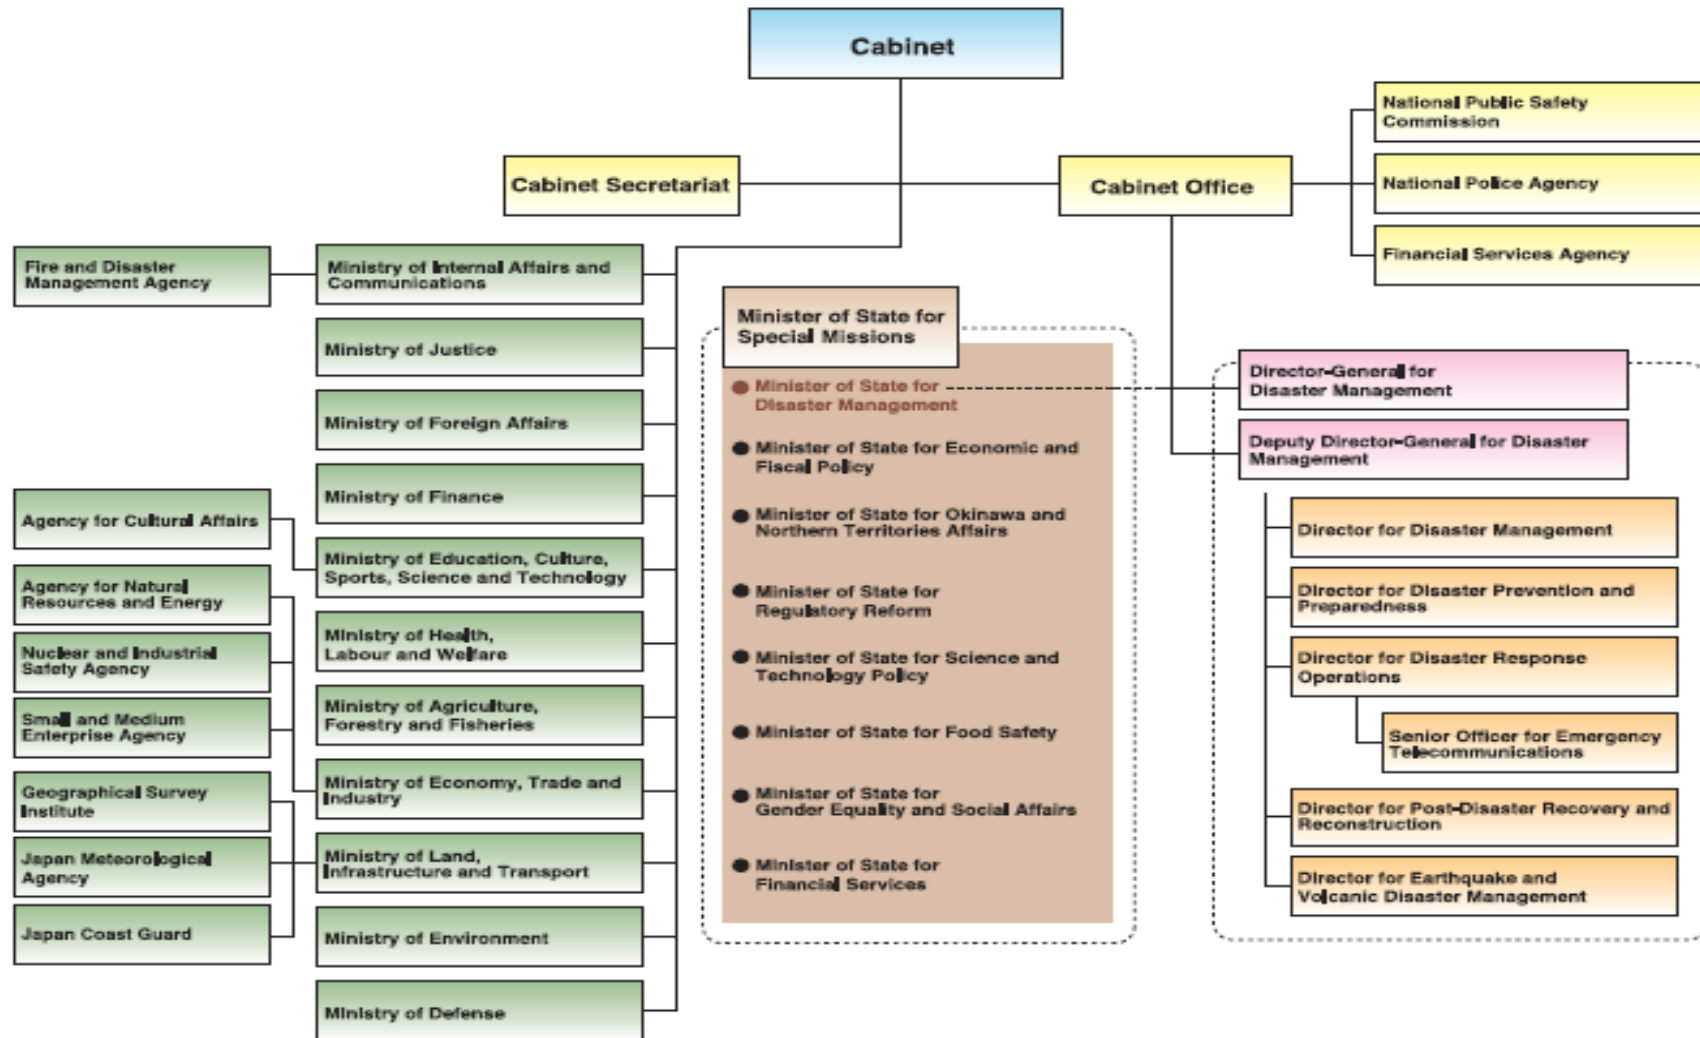 Cabinet
Cabinet Secretariat
Cabinet Office
National Public Safety
Commission
National Police Agency
Financial Services Agency
Fire and Disaster
Management Agency
Ministry of Internal Affairs and
Communications
Ministry of Justice
Ministry of Foreign Affairs
Ministry of Finance
Agency for Cultural Affairs
Ministry of Education, Culture,
Sports, Science and Technology
Agency for Natural
Resources and Energy
Nuclear and Industrial
Safety Agency
Ministry of Health,
Labour and Welfare
Small and Medium
Enterprise Agency
Ministry of Agriculture,
Forestry and Fisheries
Ministry of Economy, Trade and
Industry
Geographical Survey
Institute
Japan Meteorological
Agency
Ministry of Land,
Infrastructure and Transport
Japan Coast Guard
Ministry of Environment
Ministry of Defense
Minister of State for
Special Missions
Minister of State for
Disaster Management
Minister of State for Economic and
Fiscal Policy
Minister of State for Okinawa and
Northern Territories Affairs
Minister of State for
Regulatory Reform
Minister of State for Science and
Technology Policy
Minister of State for Food Safety
Minister of State for
Gender Equality and Social Affairs
Minister of State for
Financial Services
Director-General for
Disaster Management
Deputy Director-General for Disaster
Management
Director for Disaster Management
Director for Disaster Prevention and
Preparedness
Director for Disaster Response
Operations
Senior Officer for Emergency
Telecommunications
Director for Post-Disaster Recovery and
Reconstruction
Director for Earthquake and
Volcanic Disaster Management